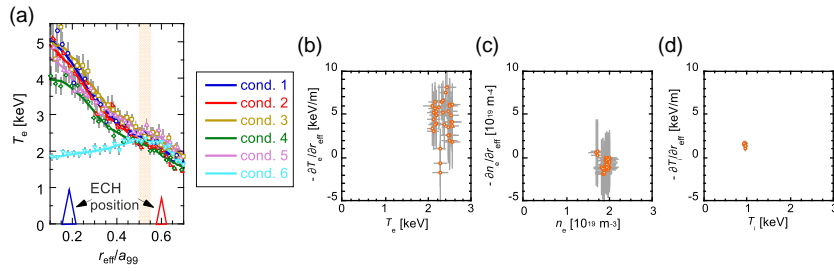 (a)
T_e [keV]
5
4
3
2
1
0
0.2 0.4 0.6
r_eff/a_99
ECH
position
cond. 1
cond. 2
cond. 3
cond. 4
cond. 5
cond. 6
(b)
- ∂T_e/∂r_eff [keV/m]
10
5
0
-5
0 1 2 3
T_e [keV]
(c)
- ∂n_e/∂r_eff [10^19 m^-4]
10
5
0
-5
0 1 2 3
n_e [10^19 m^-3]
(d)
- ∂T_i/∂r_eff [keV/m]
10
5
0
-5
0 1 2 3
T_i [keV]